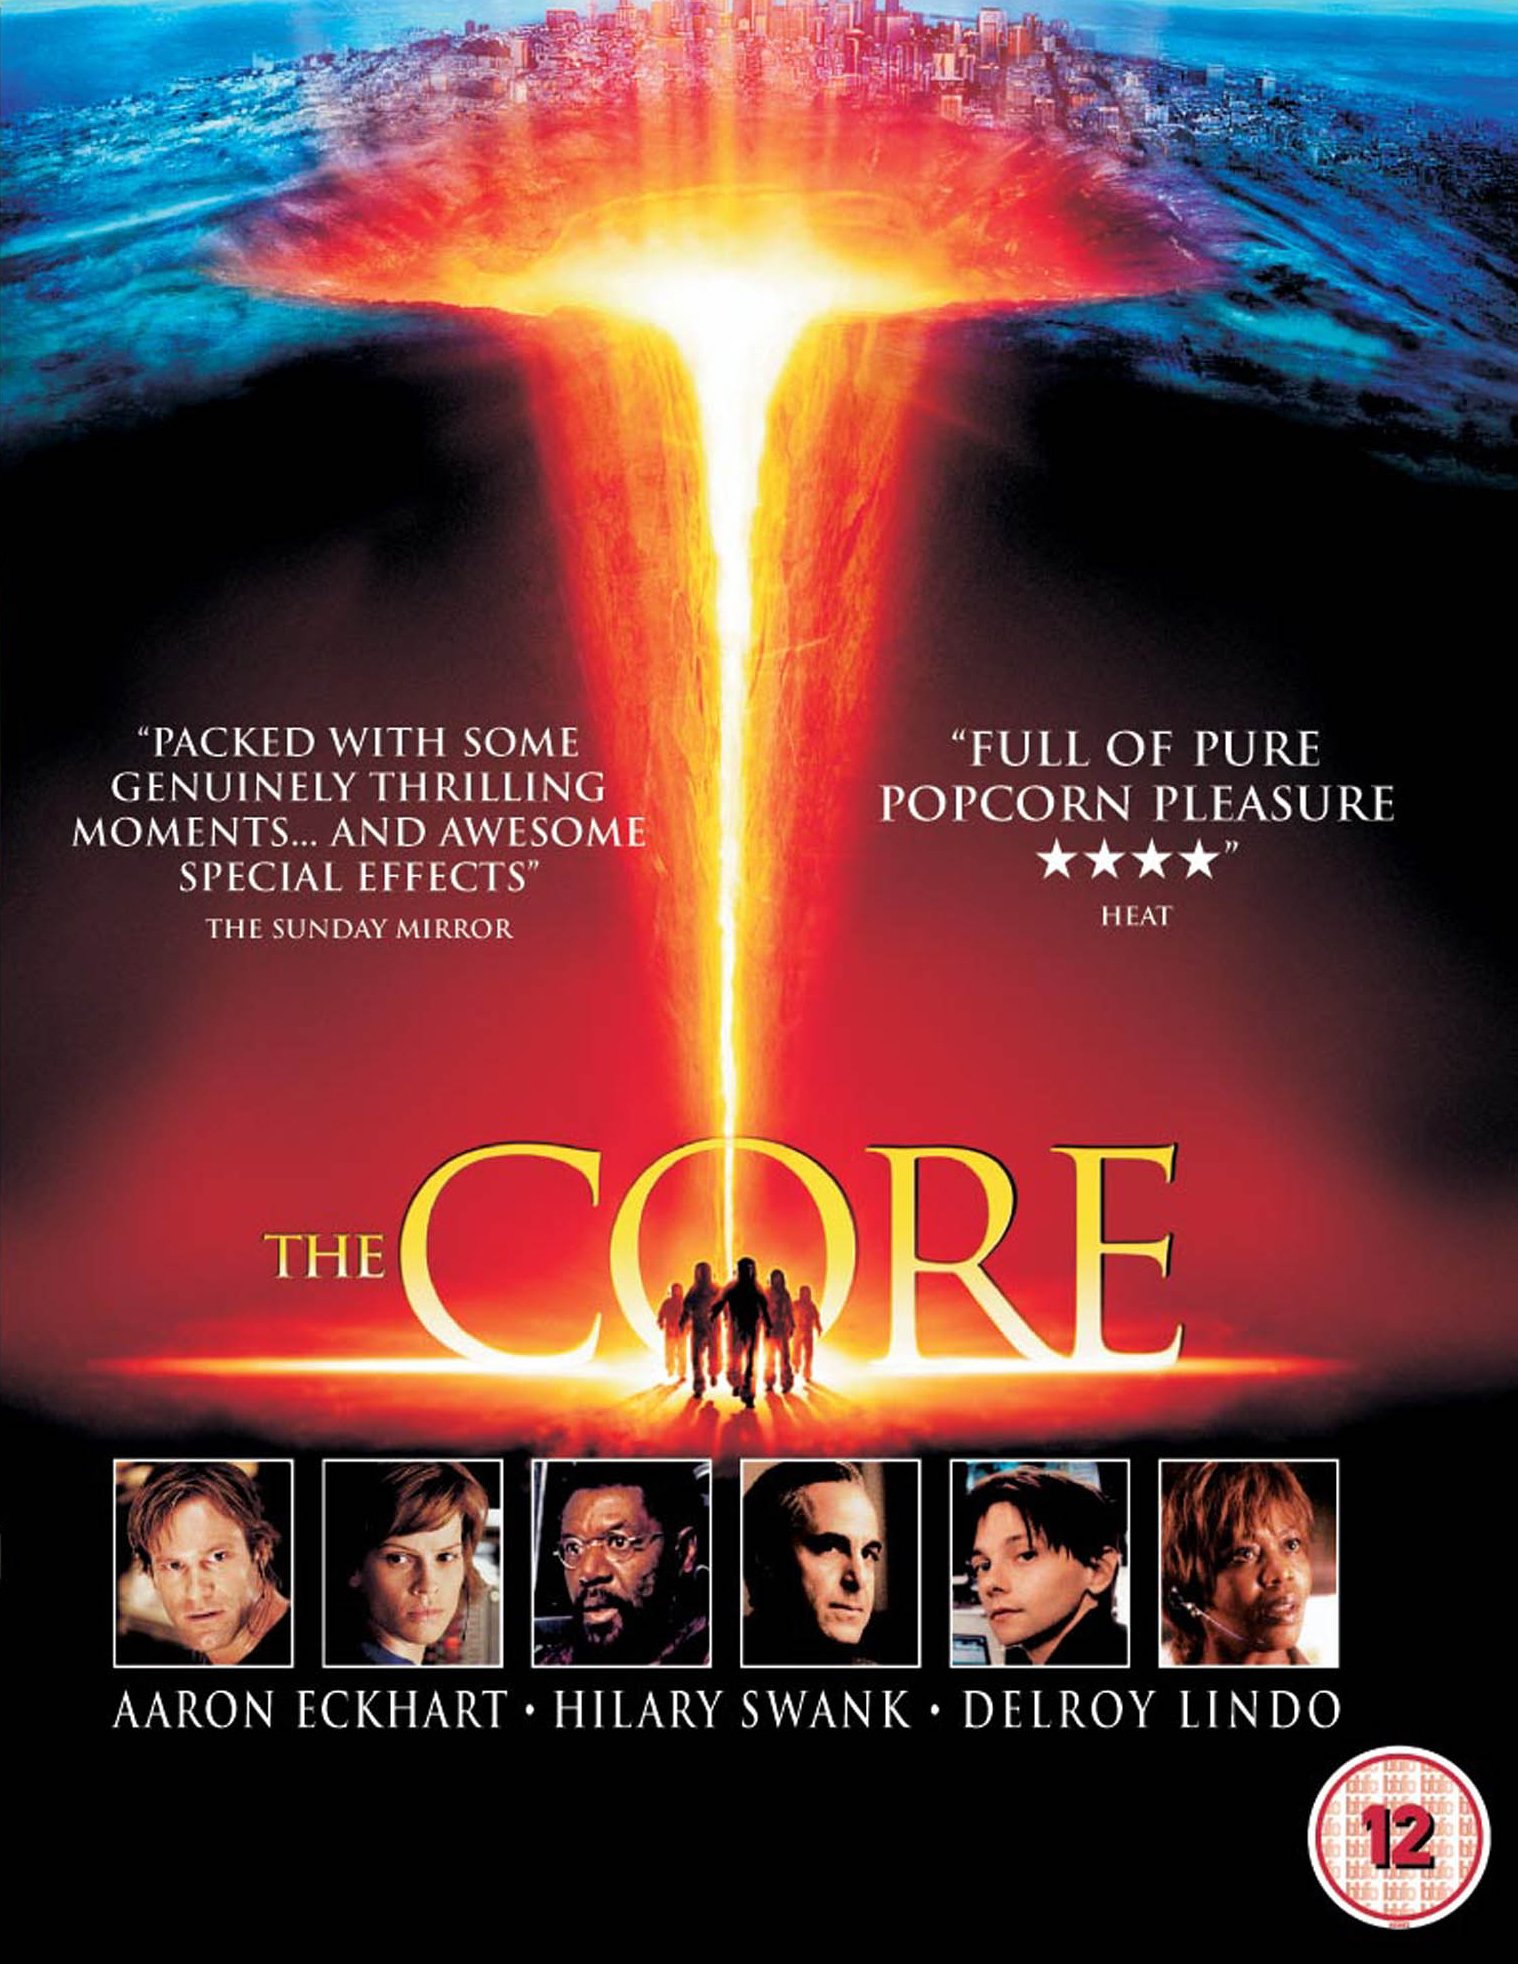 “PACKED WITH SOME
GENUINELY THRILLING
MOMENTS... AND AWESOME
SPECIAL EFFECTS”
THE SUNDAY MIRROR
“FULL OF PURE
POPCORN PLEASURE
★★★★”
HEAT
THE CORE
AARON ECKHART • HILARY SWANK • DELROY LINDO
12